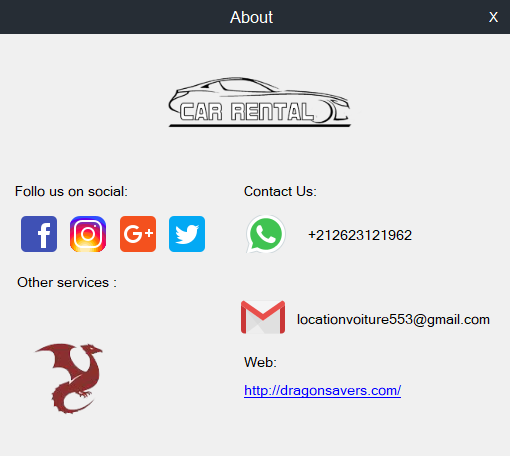 About
X
CAR RENTAL
Follo us on social:
Contact Us:
+212623121962
Other services :
locationvoiture553@gmail.com
Web:
http://dragonsavers.com/